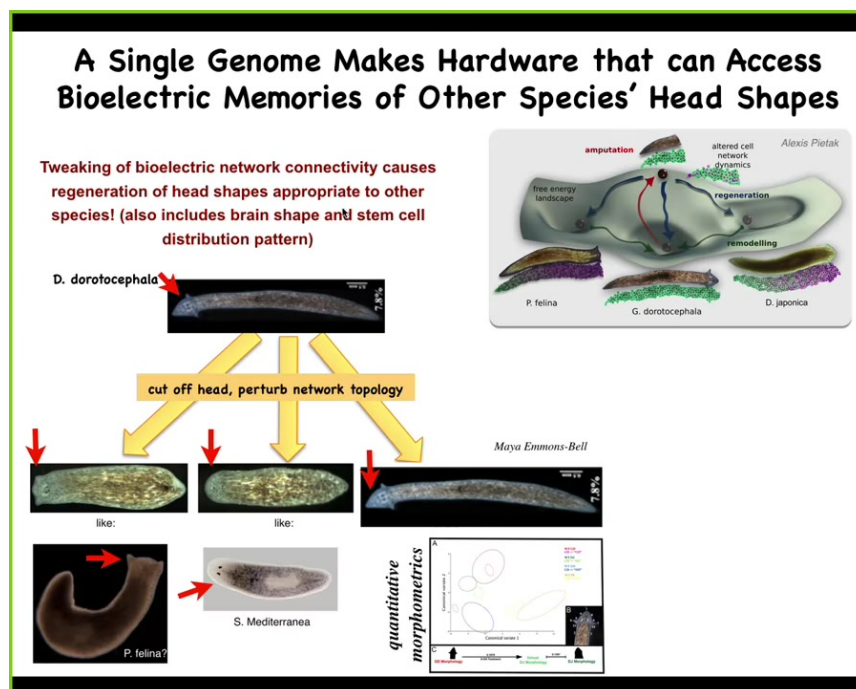 A Single Genome Makes Hardware that can Access
Bioelectric Memories of Other Species' Head Shapes
Tweaking of bioelectric network connectivity causes
regeneration of head shapes appropriate to other
species! (also includes brain shape and stem cell
distribution pattern)
Alexis Pietak
amputation
altered cell
network
dynamics
free energy
landscape
regeneration
remodelling
P. felina
G. dorotocephala
D. japonica
D. dorotocephala
7.8%
cut off head, perturb network topology
Maya Emmons-Bell
7.8%
like:
like:
P. felina?
S. Mediterranea
quantitative
morphometrics
A
Canonical variate 2
Canonical variate 1
B
C